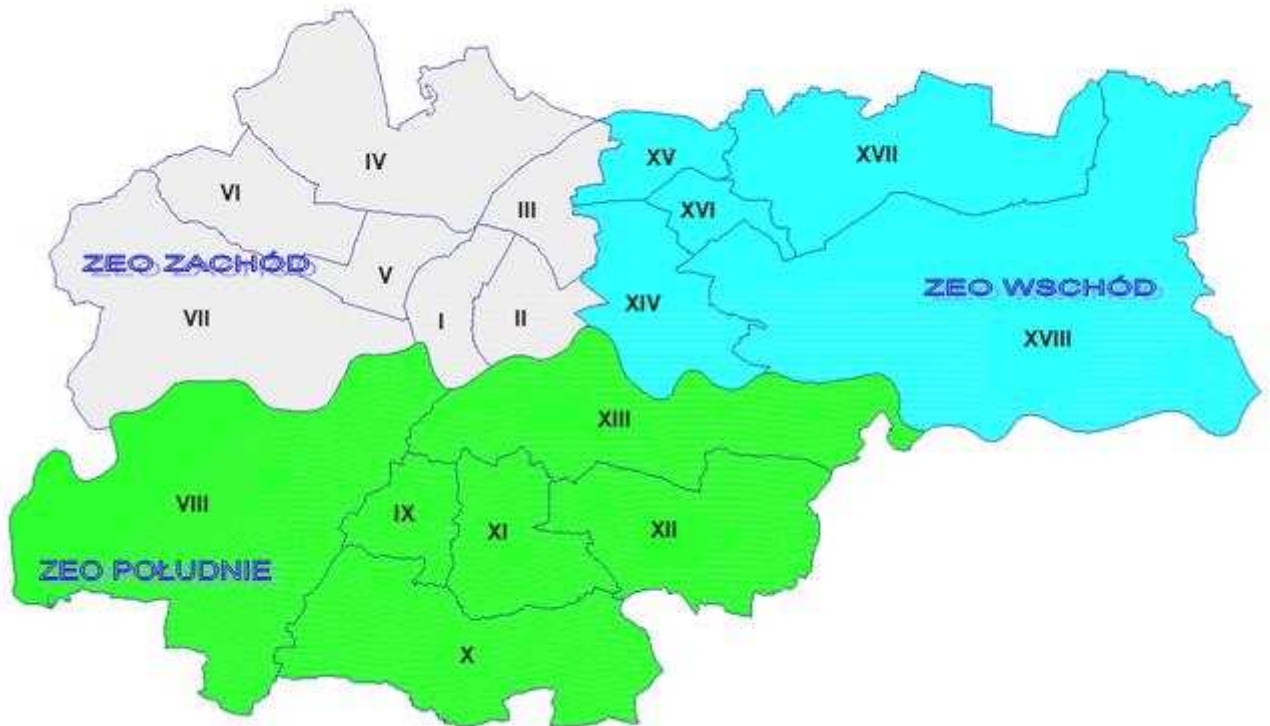 IV
XV
XVII
VI
III
XVI
ZEO ZACHÓD
V
ZEO WSCHÓD
VII
I
II
XIV
XVIII
XIII
VIII
IX
XI
XII
ZEO POŁUDNIE
X